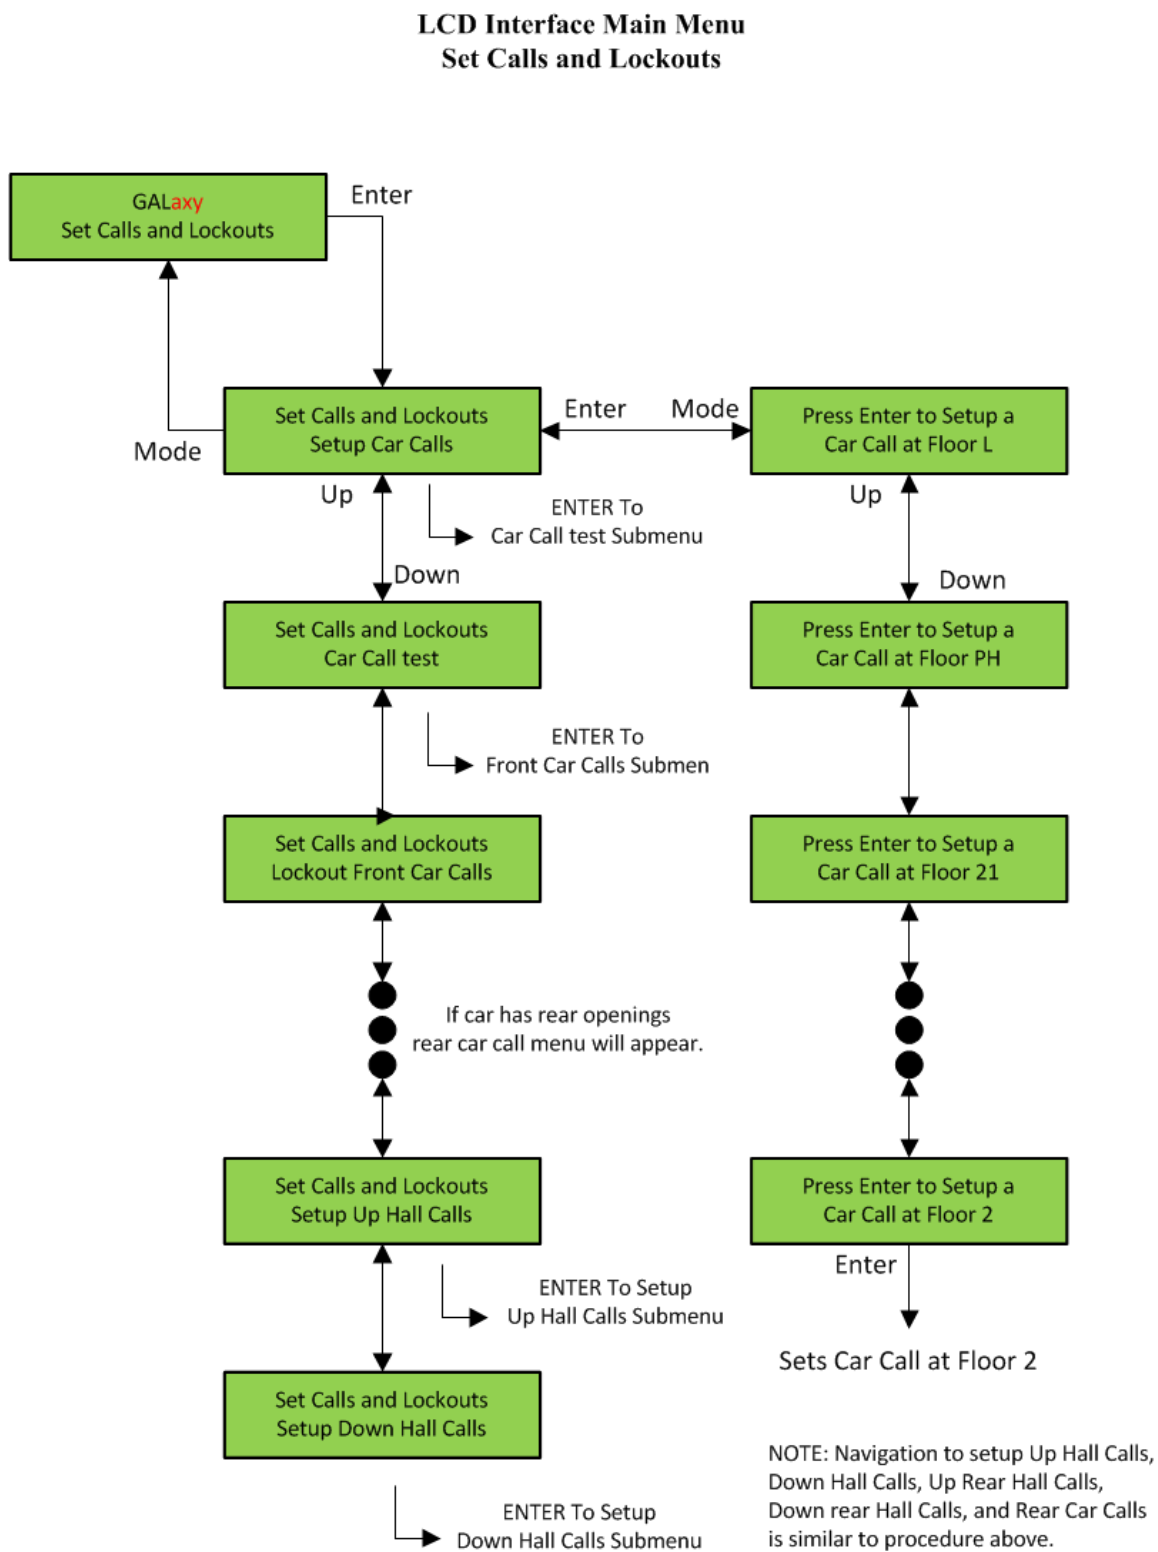 LCD Interface Main Menu
Set Calls and Lockouts
GALaxy
Set Calls and Lockouts
Enter
Mode
Set Calls and Lockouts
Setup Car Calls
Enter
Mode
Press Enter to Setup a
Car Call at Floor L
Up
ENTER To
Car Call test Submenu
Down
Up
Down
Set Calls and Lockouts
Car Call test
Press Enter to Setup a
Car Call at Floor PH
ENTER To
Front Car Calls Submen
Set Calls and Lockouts
Lockout Front Car Calls
Press Enter to Setup a
Car Call at Floor 21
If car has rear openings
rear car call menu will appear.
Set Calls and Lockouts
Setup Up Hall Calls
Press Enter to Setup a
Car Call at Floor 2
Enter
ENTER To Setup
Up Hall Calls Submenu
Sets Car Call at Floor 2
Set Calls and Lockouts
Setup Down Hall Calls
ENTER To Setup
Down Hall Calls Submenu
NOTE: Navigation to setup Up Hall Calls,
Down Hall Calls, Up Rear Hall Calls,
Down rear Hall Calls, and Rear Car Calls
is similar to procedure above.